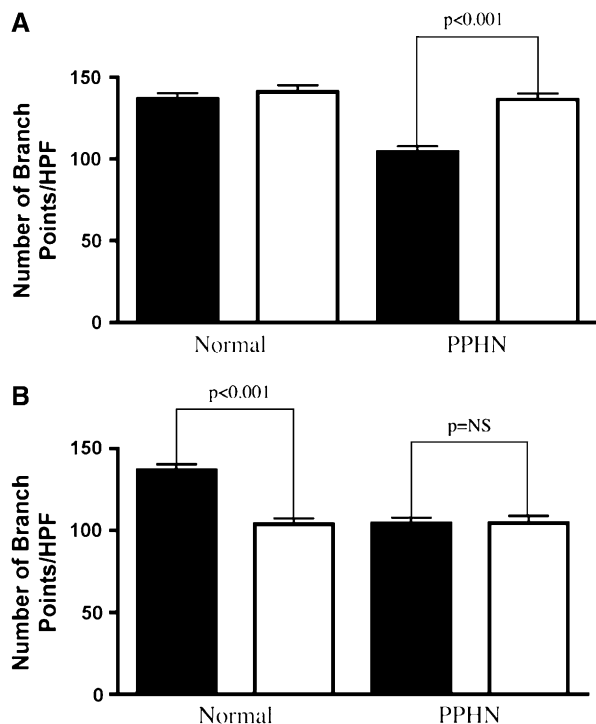 A
p<0.001
Number of Branch
Points/HPF
150
100
50
0
Normal
PPHN
B
p<0.001
p=NS
Number of Branch
Points/HPF
150
100
50
0
Normal
PPHN